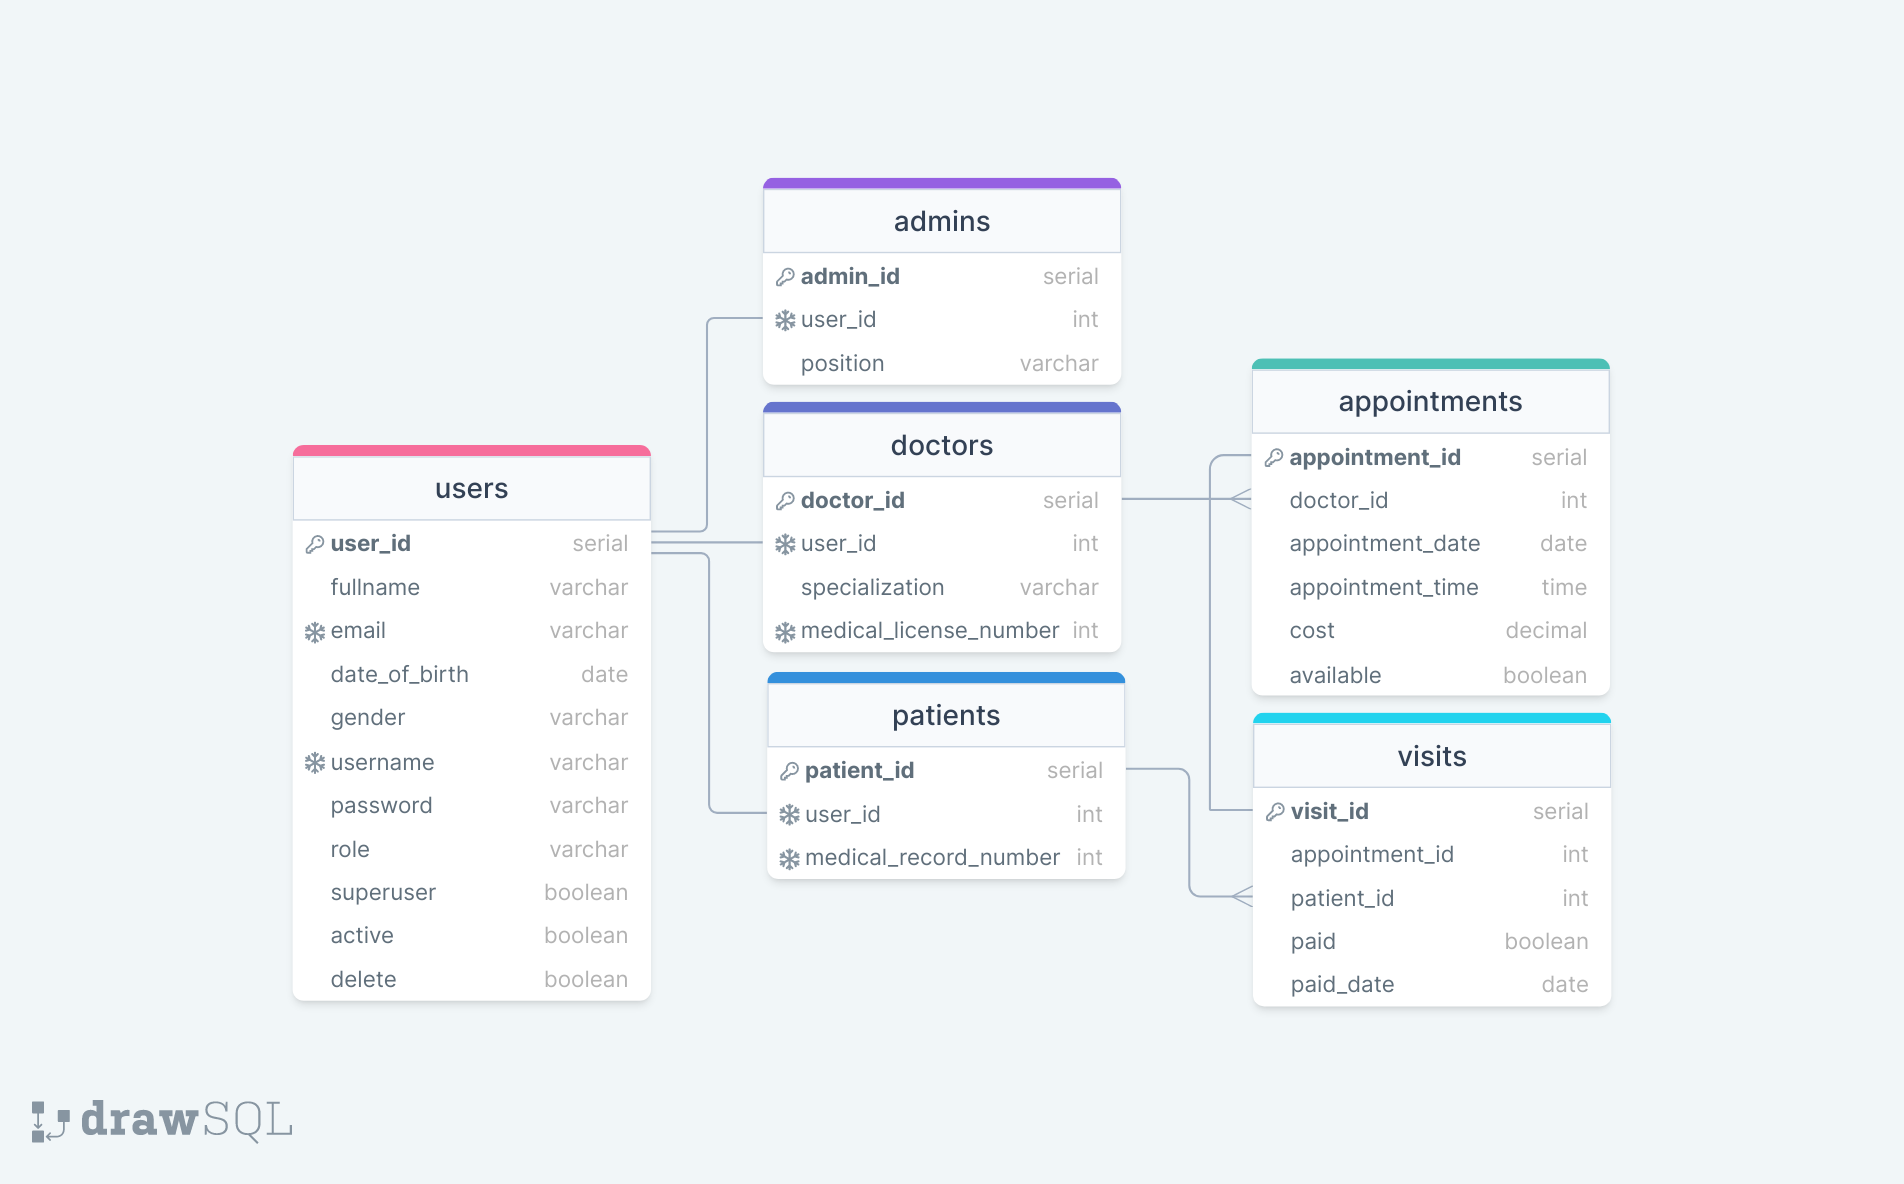 admins
admin_id serial
user_id int
position varchar
doctors
doctor_id serial
user_id int
specialization varchar
medical_license_number int
patients
patient_id serial
user_id int
medical_record_number int
users
user_id serial
fullname varchar
email varchar
date_of_birth date
gender varchar
username varchar
password varchar
role varchar
superuser boolean
active boolean
delete boolean
appointments
appointment_id serial
doctor_id int
appointment_date date
appointment_time time
cost decimal
available boolean
visits
visit_id serial
appointment_id int
patient_id int
paid boolean
paid_date date
drawSQL